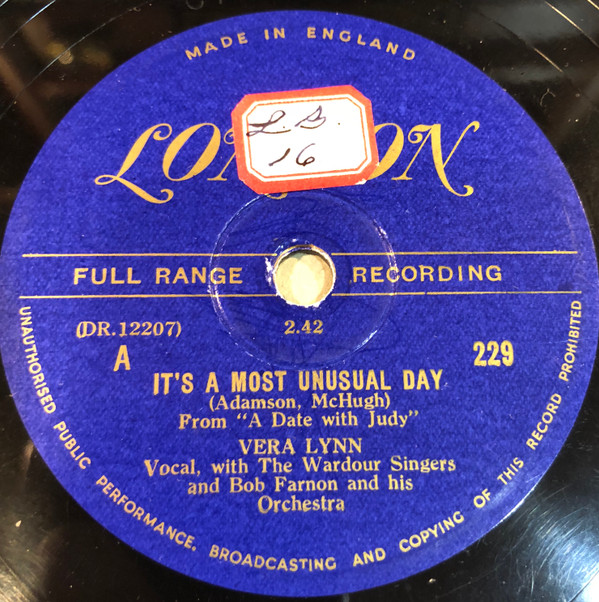 MADE IN ENGLAND
LONDON
L.S.
16
FULL RANGE RECORDING
(DR.12207)
2.42
A
229
IT'S A MOST UNUSUAL DAY
(Adamson, McHugh)
From "A Date with Judy"
VERA LYNN
Vocal, with The Wardour Singers
and Bob Farnon and his
Orchestra
UNAUTHORISED PUBLIC PERFORMANCE, BROADCASTING AND COPYING OF THIS RECORD PROHIBITED